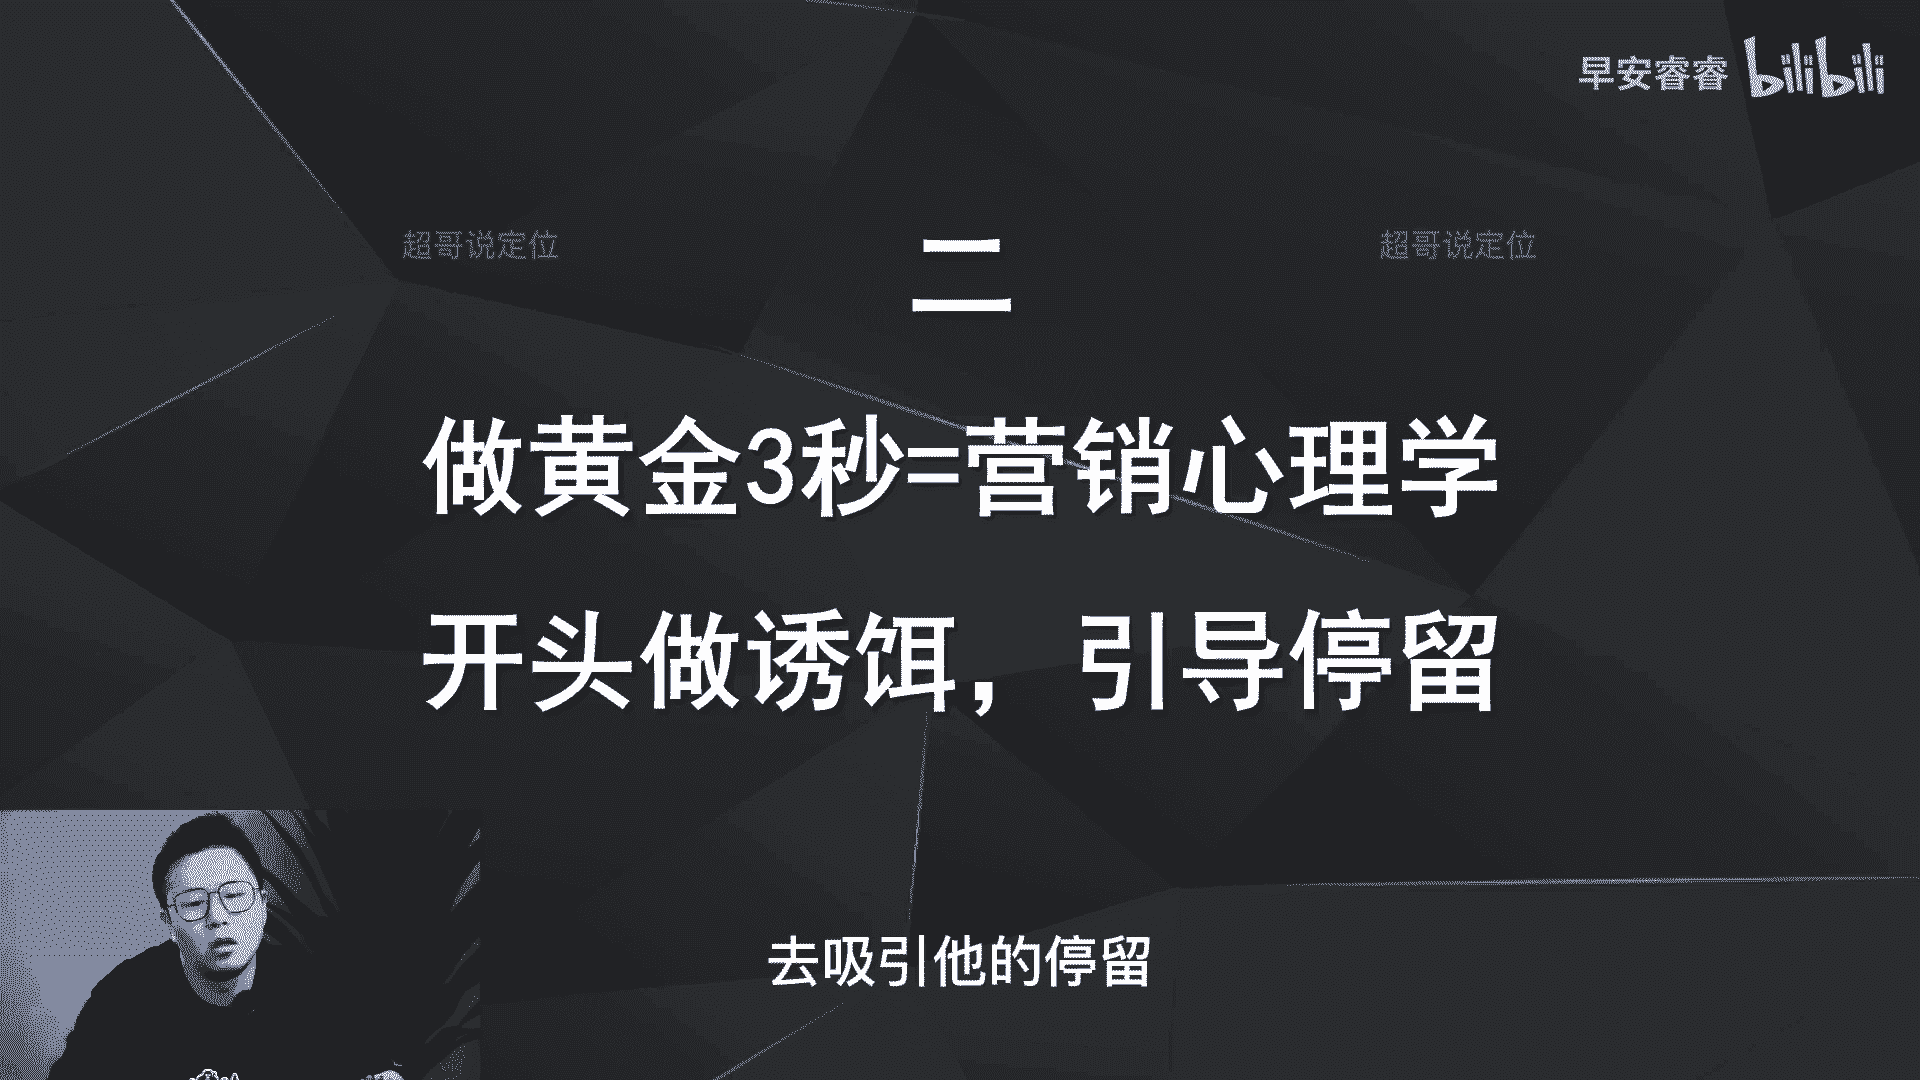 早安睿睿 bilibili
超哥说定位 二 超哥说定位
做黄金3秒=营销心理学
开头做诱饵，引导停留
去吸引他的停留